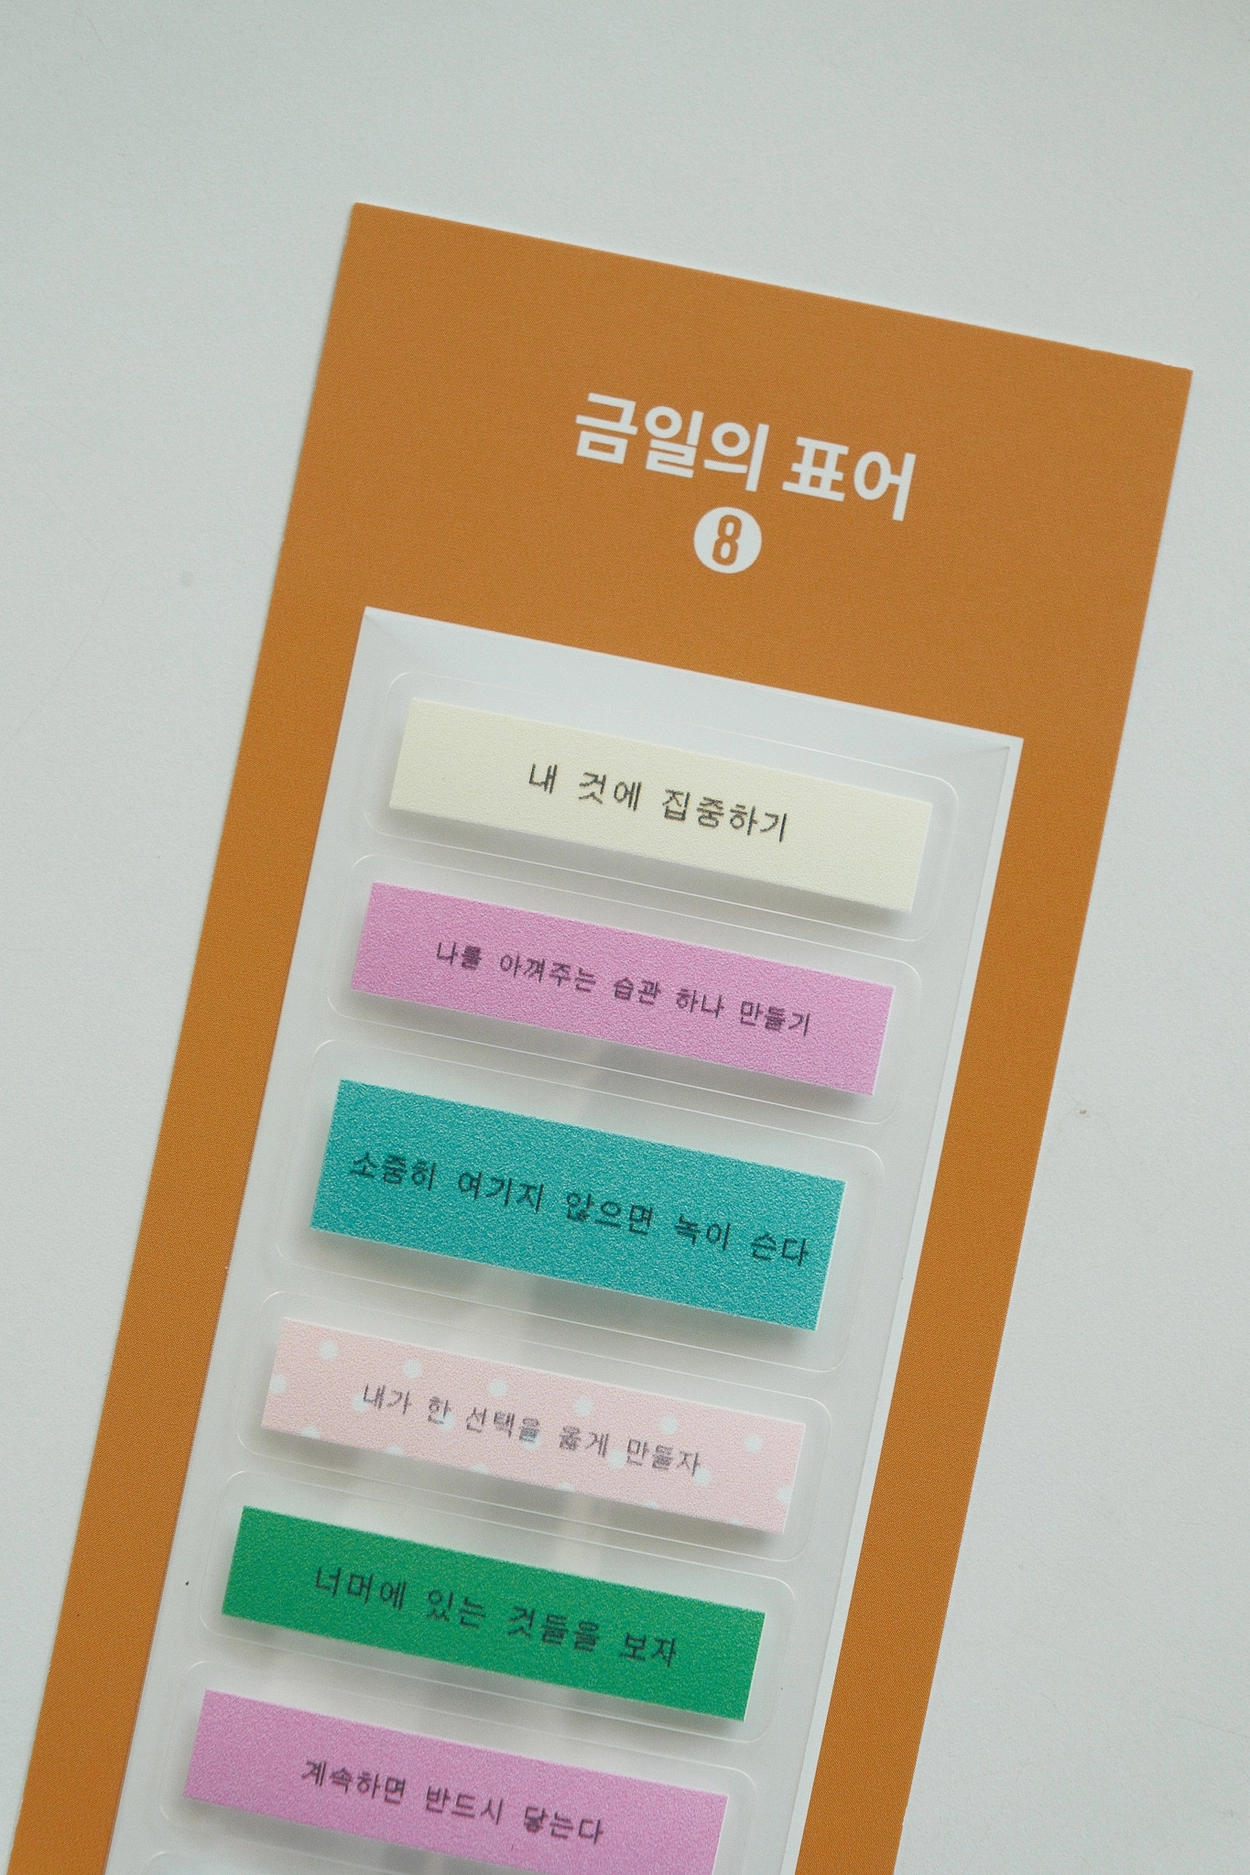 금일의 표어
8
내 것에 집중하기
나를 아껴주는 습관 하나 만들기
소중히 여기지 않으면 녹이 슨다
내가 한 선택을 옳게 만들자
너머에 있는 것들을 보자
계속하면 반드시 닿는다